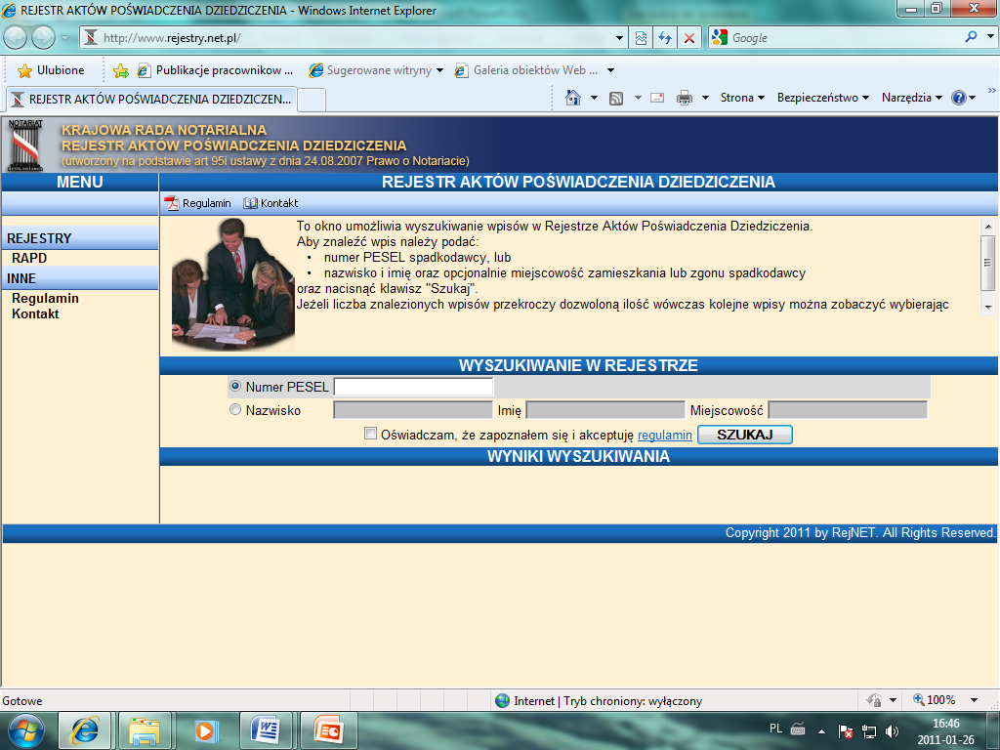 REJESTR AKTÓW POŚWIADCZENIA DZIEDZICZENIA - Windows Internet Explorer
http://www.rejestry.net.pl/
Google
Ulubione
Publikacje pracownikow ...
Sugerowane witryny
Galeria obiektów Web ...
REJESTR AKTÓW POŚWIADCZENIA DZIEDZICZEN...
Strona
Bezpieczeństwo
Narzędzia
NOTARIAT
KRAJOWA RADA NOTARIALNA
REJESTR AKTÓW POŚWIADCZENIA DZIEDZICZENIA
(utworzony na podstawie art 95i ustawy z dnia 24.08.2007 Prawo o Notariacie)
MENU
REJESTR AKTÓW POŚWIADCZENIA DZIEDZICZENIA
Regulamin
Kontakt
REJESTRY
RAPD
INNE
Regulamin
Kontakt
To okno umożliwia wyszukiwanie wpisów w Rejestrze Aktów Poświadczenia Dziedziczenia.
Aby znaleźć wpis należy podać:
• numer PESEL spadkodawcy, lub
• nazwisko i imię oraz opcjonalnie miejscowość zamieszkania lub zgonu spadkodawcy
oraz nacisnąć klawisz "Szukaj".
Jeżeli liczba znalezionych wpisów przekroczy dozwoloną ilość wówczas kolejne wpisy można zobaczyć wybierając
WYSZUKIWANIE W REJESTRZE
Numer PESEL
Nazwisko
Imię
Miejscowość
Oświadczam, że zapoznałem się i akceptuję regulamin
SZUKAJ
WYNIKI WYSZUKIWANIA
Copyright 2011 by RejNET. All Rights Reserved.
Gotowe
Internet | Tryb chroniony: wyłączony
100%
PL
16:46
2011-01-26